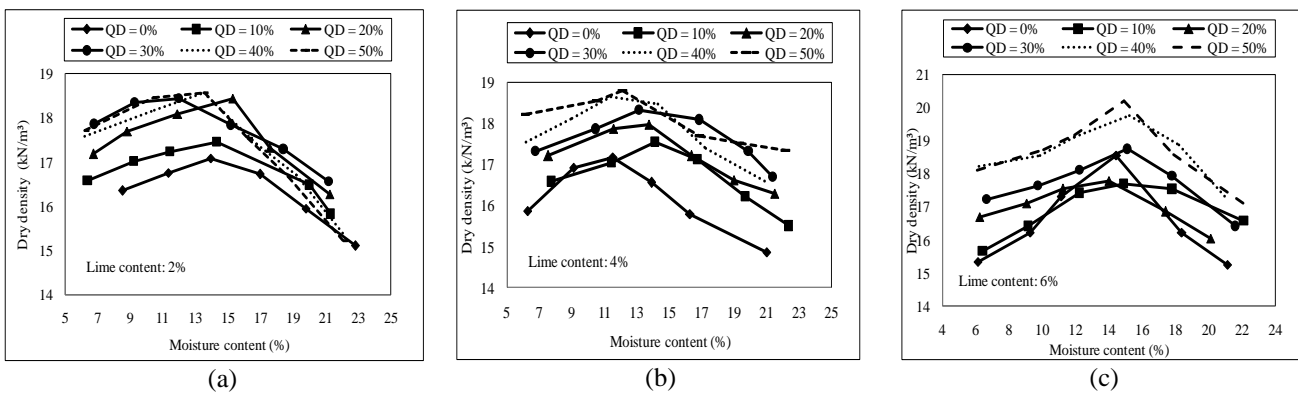 QD = 0% QD = 10% QD = 20%
QD = 30% QD = 40% QD = 50%
19
18
17
16
15
14
Dry density (kN/m³)
Lime content: 2%
5 7 9 11 13 15 17 19 21 23 25
Moisture content (%)
(a)
QD = 0% QD = 10% QD = 20%
QD = 30% QD = 40% QD = 50%
19
18
17
16
15
14
Dry density (k/N/m³)
Lime content: 4%
5 7 9 11 13 15 17 19 21 23 25
Moisture content (%)
(b)
QD = 0% QD = 10% QD = 20%
QD = 30% QD = 40% QD = 50%
21
20
19
18
17
16
15
14
Dry density (kN/m³)
Lime content: 6%
4 6 8 10 12 14 16 18 20 22 24
Moisture content (%)
(c)